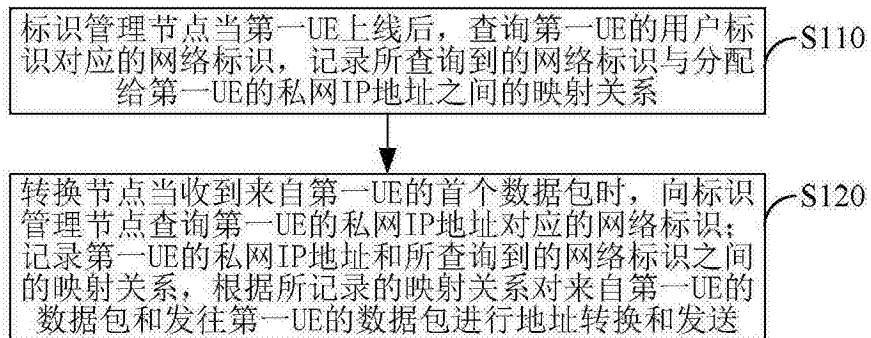 标识管理节点当第一UE上线后，查询第一UE的用户标
识对应的网络标识，记录所查询到的网络标识与分配
给第一UE的私网IP地址之间的映射关系
S110
转换节点当收到来自第一UE的首个数据包时，向标识
管理节点查询第一UE的私网IP地址对应的网络标识；
记录第一UE的私网IP地址和所查询到的网络标识之间
的映射关系，根据所记录的映射关系对来自第一UE的
数据包和发往第一UE的数据包进行地址转换和发送
S120